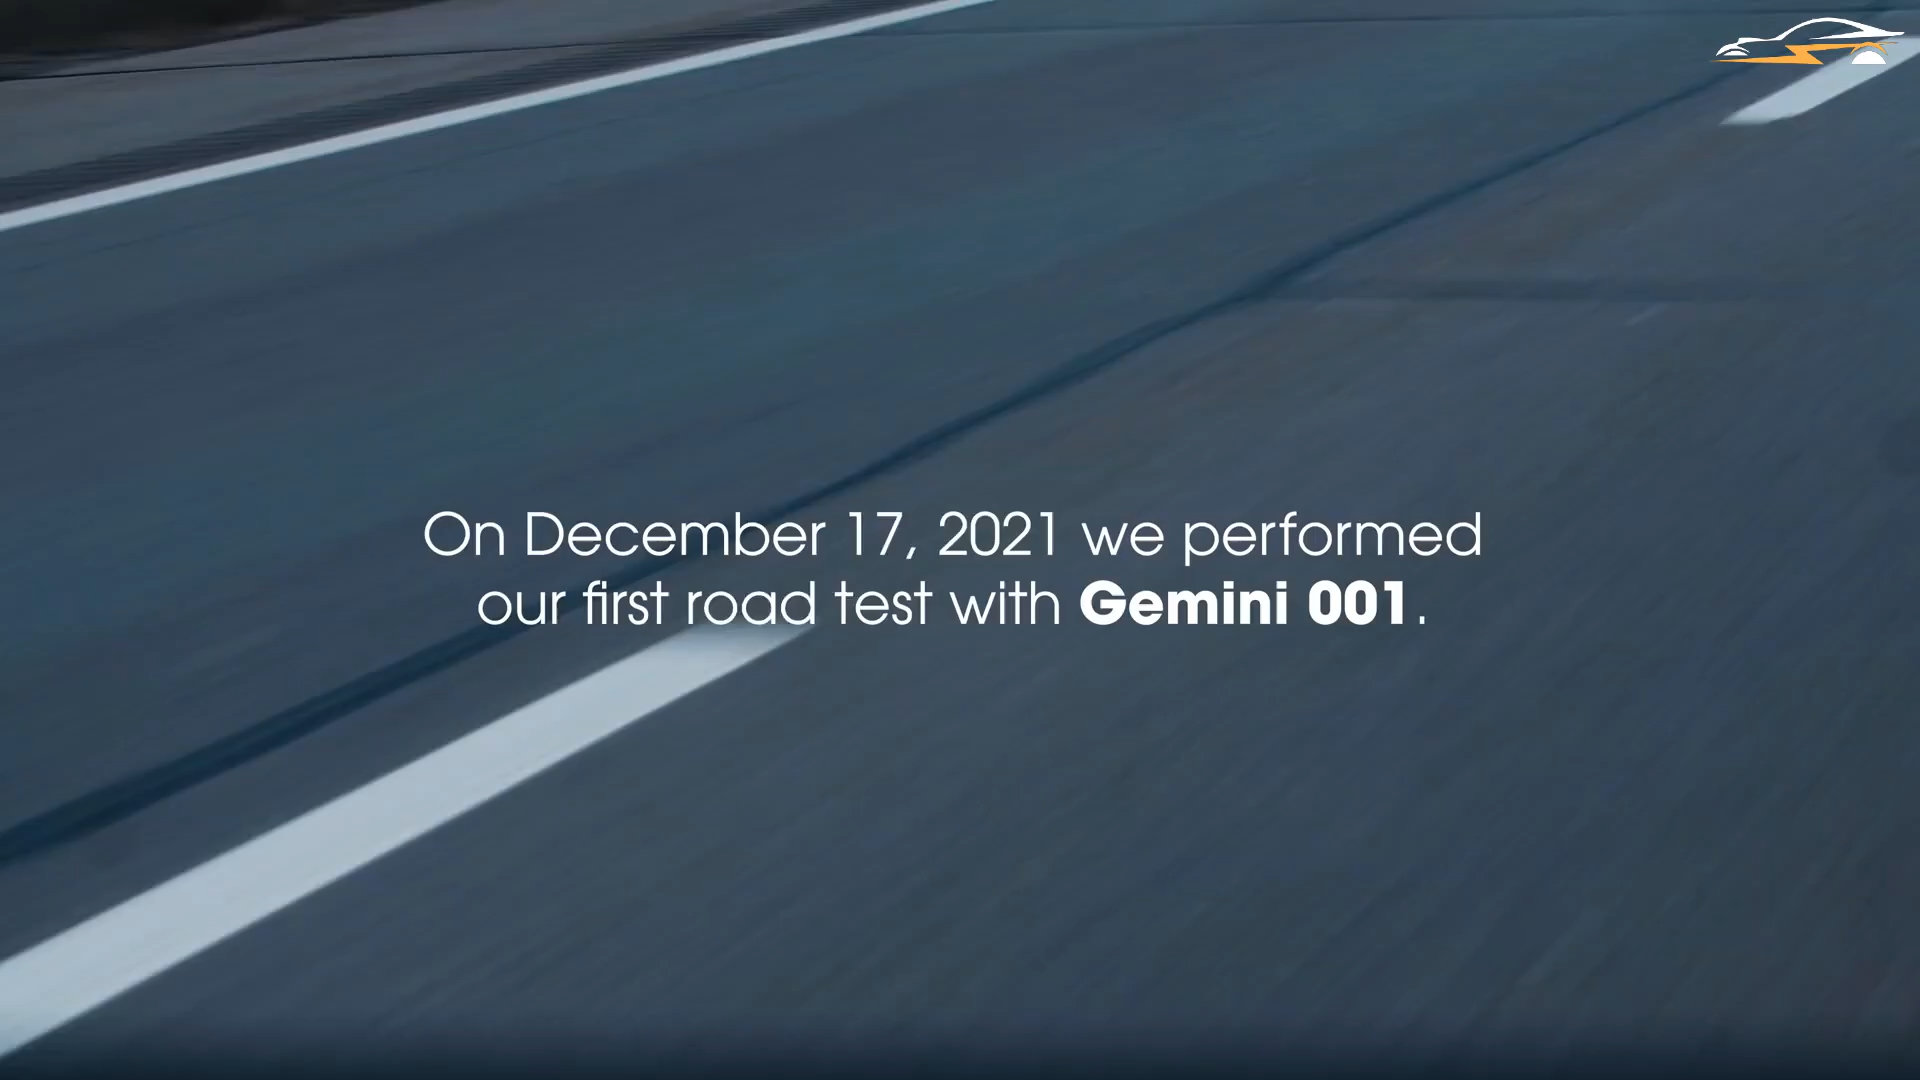 On December 17, 2021 we performed
our first road test with Gemini 001.